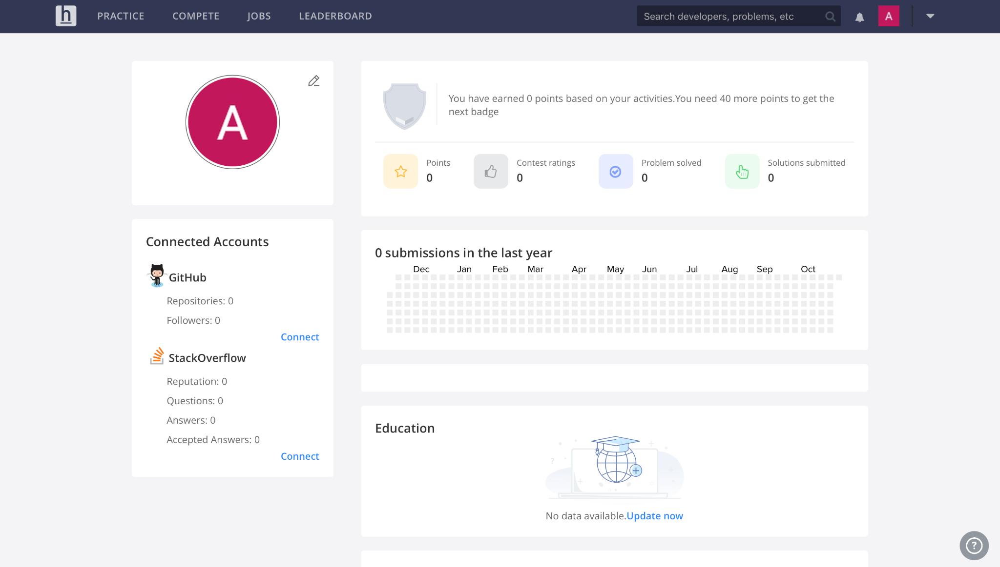 h PRACTICE COMPETE JOBS LEADERBOARD Search developers, problems, etc A
A
You have earned 0 points based on your activities.You need 40 more points to get the
next badge
Points Contest ratings Problem solved Solutions submitted
0 0 0 0
Connected Accounts
GitHub
Repositories: 0
Followers: 0
Connect
StackOverflow
Reputation: 0
Questions: 0
Answers: 0
Accepted Answers: 0
Connect
0 submissions in the last year
Dec Jan Feb Mar Apr May Jun Jul Aug Sep Oct
Education
No data available.Update now
?